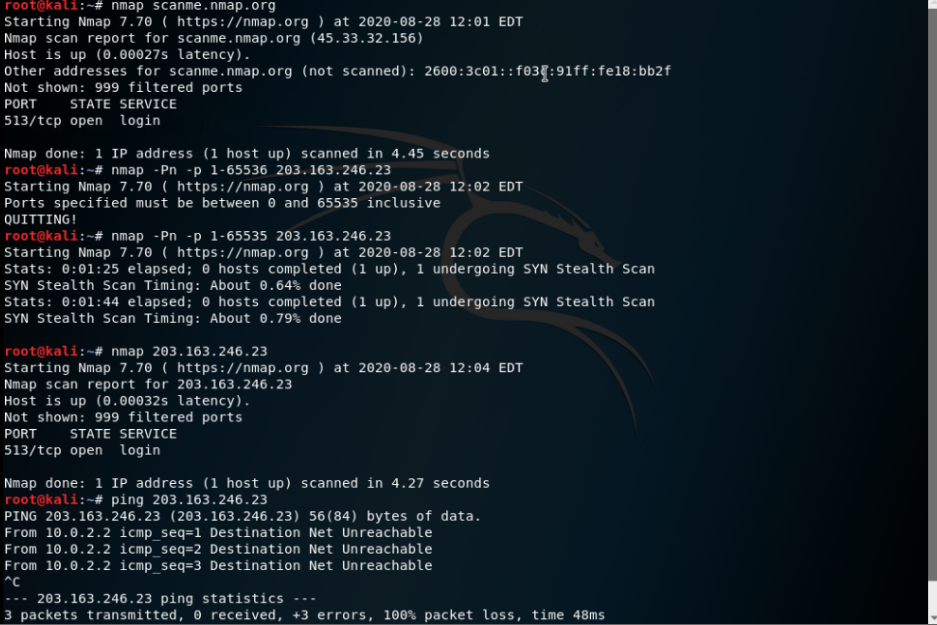 root@kali:~# nmap scanme.nmap.org
Starting Nmap 7.70 ( https://nmap.org ) at 2020-08-28 12:01 EDT
Nmap scan report for scanme.nmap.org (45.33.32.156)
Host is up (0.00027s latency).
Other addresses for scanme.nmap.org (not scanned): 2600:3c01::f03c:91ff:fe18:bb2f
Not shown: 999 filtered ports
PORT    STATE SERVICE
513/tcp open  login
Nmap done: 1 IP address (1 host up) scanned in 4.45 seconds
root@kali:~# nmap -Pn -p 1-65536 203.163.246.23
Starting Nmap 7.70 ( https://nmap.org ) at 2020-08-28 12:02 EDT
Ports specified must be between 0 and 65535 inclusive
QUITTING!
root@kali:~# nmap -Pn -p 1-65535 203.163.246.23
Starting Nmap 7.70 ( https://nmap.org ) at 2020-08-28 12:02 EDT
Stats: 0:01:25 elapsed; 0 hosts completed (1 up), 1 undergoing SYN Stealth Scan
SYN Stealth Scan Timing: About 0.64% done
Stats: 0:01:44 elapsed; 0 hosts completed (1 up), 1 undergoing SYN Stealth Scan
SYN Stealth Scan Timing: About 0.79% done
root@kali:~# nmap 203.163.246.23
Starting Nmap 7.70 ( https://nmap.org ) at 2020-08-28 12:04 EDT
Nmap scan report for 203.163.246.23
Host is up (0.00032s latency).
Not shown: 999 filtered ports
PORT    STATE SERVICE
513/tcp open  login
Nmap done: 1 IP address (1 host up) scanned in 4.27 seconds
root@kali:~# ping 203.163.246.23
PING 203.163.246.23 (203.163.246.23) 56(84) bytes of data.
From 10.0.2.2 icmp_seq=1 Destination Net Unreachable
From 10.0.2.2 icmp_seq=2 Destination Net Unreachable
From 10.0.2.2 icmp_seq=3 Destination Net Unreachable
^C
--- 203.163.246.23 ping statistics ---
3 packets transmitted, 0 received, +3 errors, 100% packet loss, time 48ms